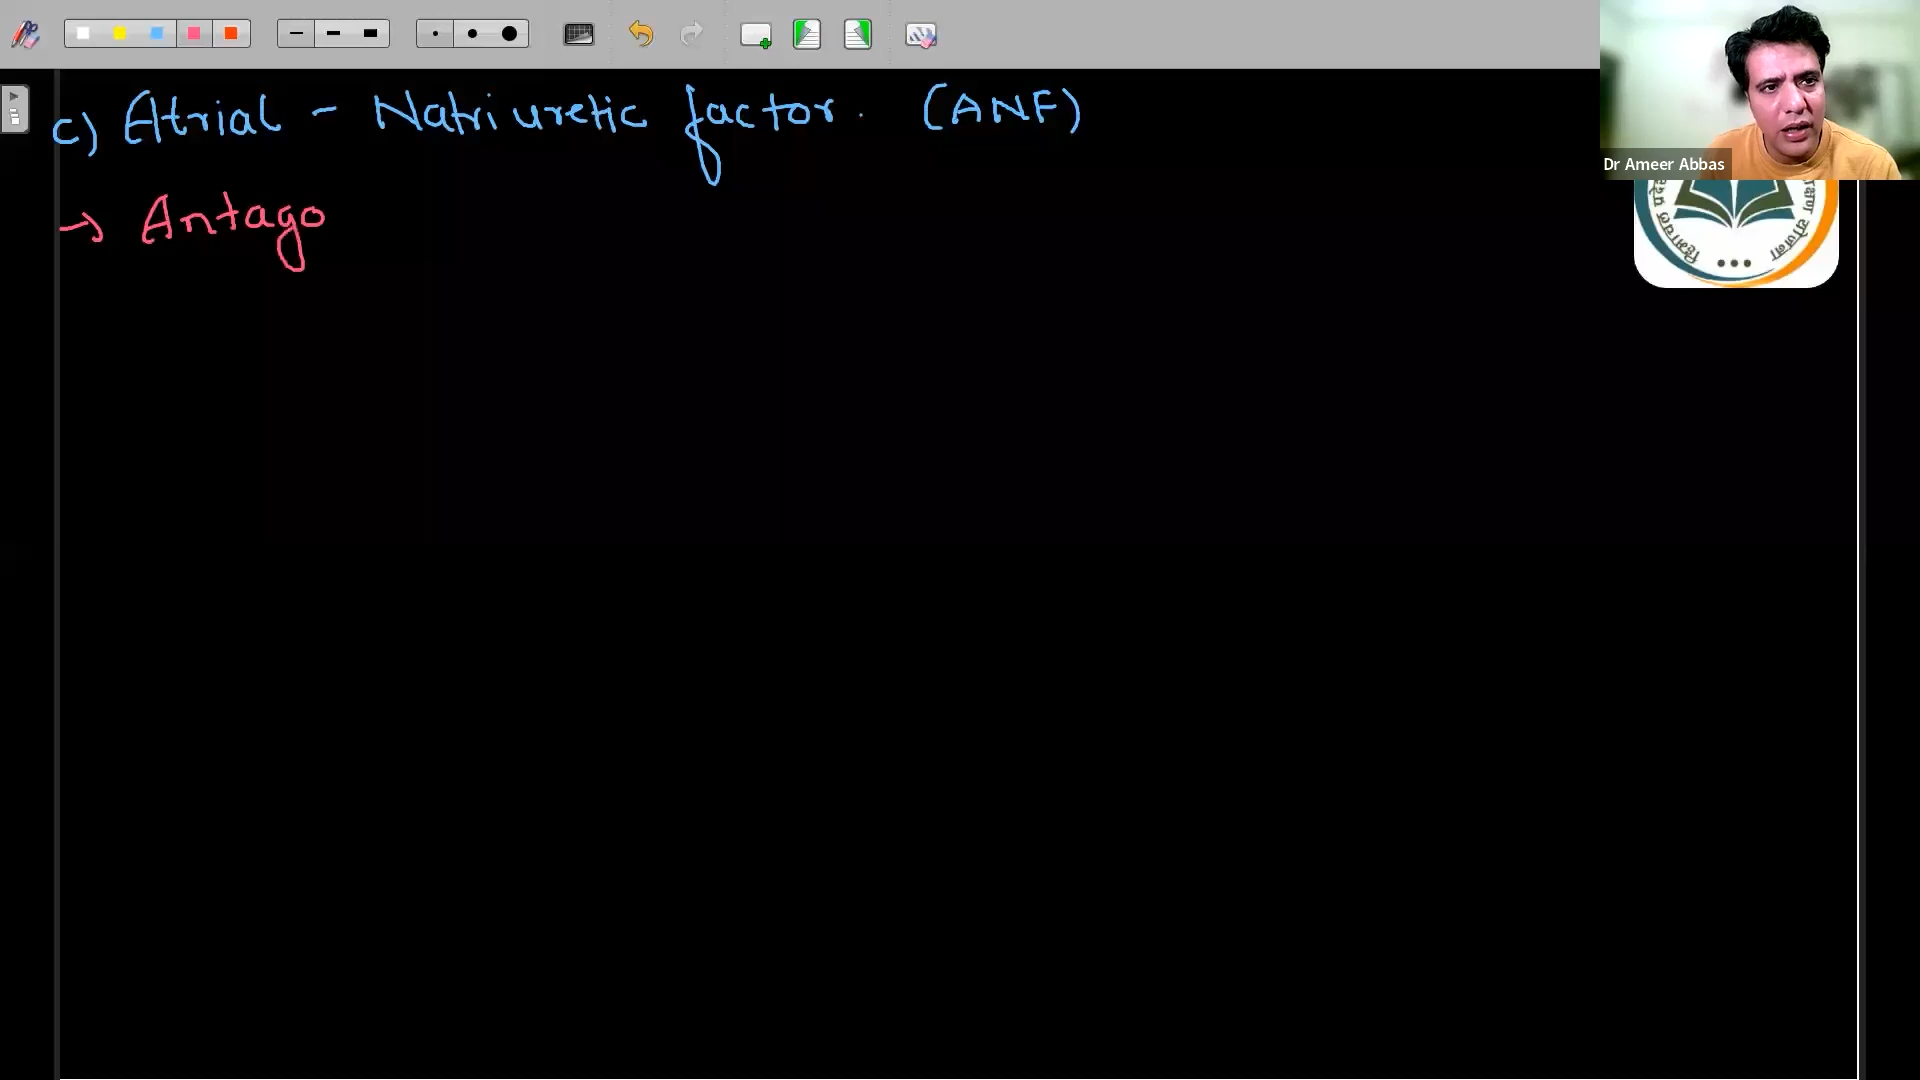 c) Atrial - Natriuretic factor. (ANF)
→ Antago
Dr Ameer Abbas